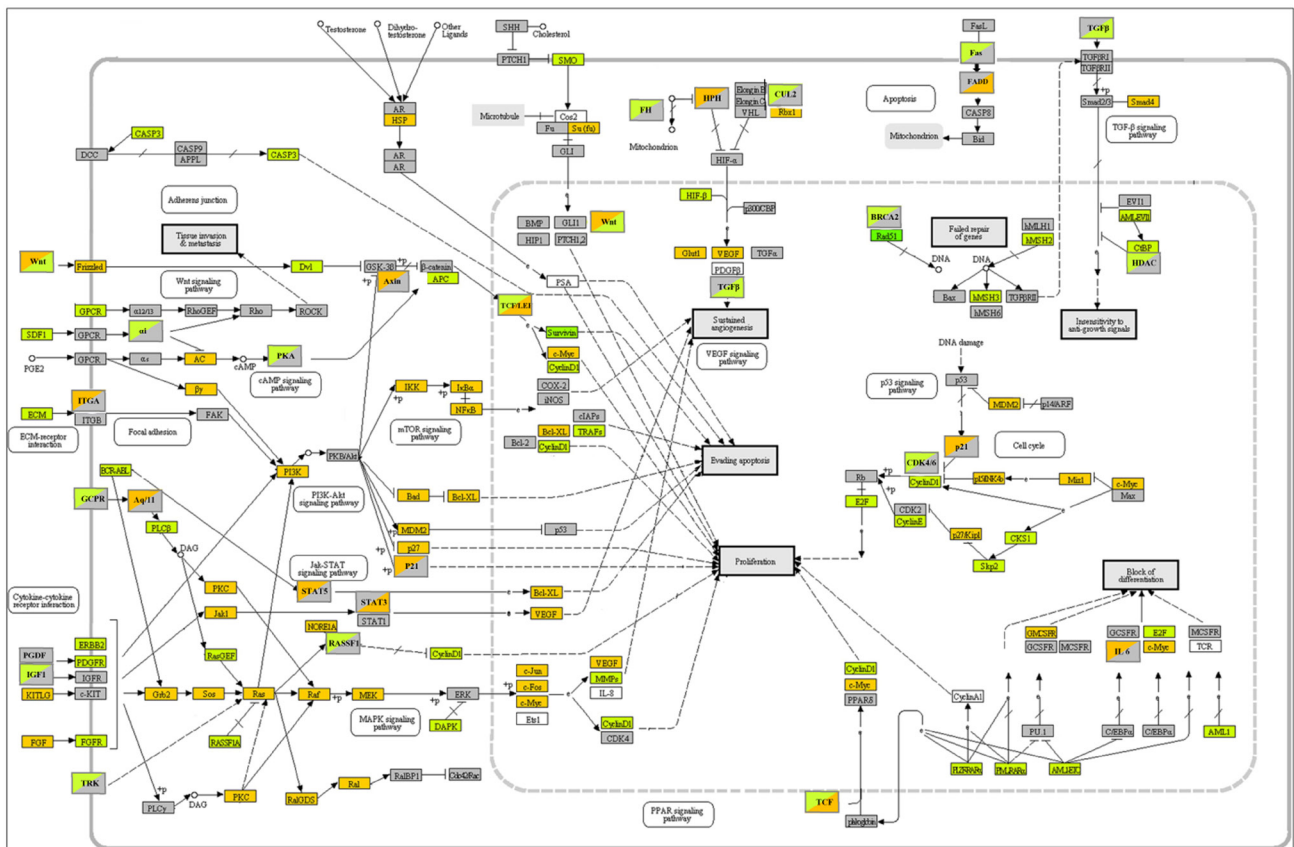 Testosterone
Dihydro-
testosterone
Other
Ligands
SHH
Cholesterol
PTCH1
SMO
FasL
Fas
FADD
CASP8
Bid
Apoptosis
Mitochondrion
TGFβ
TGFβRI
TGFβRII
+p
Smad2/3
Smad4
TGF-β signaling
pathway
AR
HSP
AR
AR
Microtubule
Cos2
Fu
Su (fu)
GLI
FH
Mitochondrion
HPH
Elongin B
Elongin C
VHL
CUL2
Rbx1
HIF-α
CASP3
DCC
CASP9
APPL
CASP3
Adherens junction
Tissue invasion
& metastasis
HIF-β
p300/CBP
BMP
GLI1
HIP1
PTCH1,2
Wnt
Glut1
VEGF
TGFα
PDGFβ
TGFβ
BRCA2
Rad51
DNA
Failed repair
of genes
DNA
hMLH1
hMSH2
Bax
hMSH3
TGFβRII
hMSH6
EVI1
AML-EVI1
CtBP
HDAC
Insensitivity to
anti-growth signals
Wnt
Frizzled
Dvl
GSK-3β
β-catenin
+p
+p
APC
Axin
Wnt signaling
pathway
GPCR
α12/13
RhoGEF
Rho
ROCK
SDF1
GPCR
αi
PGE2
GPCR
αs
AC
cAMP
PKA
cAMP signaling
pathway
βγ
PSA
TCF/LEF
Survivin
c-Myc
CyclinD1
Sustained
angiogenesis
VEGF signaling
pathway
DNA damage
p53 signaling
pathway
p53
MDM2
p14/ARF
ITGA
ECM
ITGB
ECM-receptor
interaction
Focal adhesion
FAK
IKK
IκBα
+p
+p
NFκB
mTOR signaling
pathway
COX-2
iNOS
cIAPs
Bcl-XL
TRAFs
Bcl-2
CyclinD1
p21
Cell cycle
CDK4/6
CyclinD1
p15INK4b
Miz1
c-Myc
Max
Rb
+p
E2F
CDK2
CyclinE
p27/Kip1
CKS1
Skp2
Evading apoptosis
PKB/Akt
PI3K
PI3K-Akt
signaling pathway
GCPR
Aq/11
PLCβ
DAG
Bad
Bcl-XL
+p
MDM2
p53
p27
+p
P21
+p
Proliferation
Block of
differentiation
Jak-STAT
signaling pathway
STAT5
Bcl-XL
PKC
Jak1
STAT3
STAT1
VEGF
Cytokine-cytokine
receptor interaction
NORE1A
RASSF1
CyclinD1
RasGEF
PGDF
ERBB2
PDGFR
IGF1
IGFR
KITLG
c-KIT
Grb2
Sos
Ras
Raf
+p
MEK
+p
ERK
DAPK
MAPK signaling
pathway
c-Jun
c-Fos
c-Myc
Ets1
VEGF
MMPs
IL-8
CyclinD1
CDK4
CyclinD1
c-Myc
PPARδ
CyclinA1
GMCSFR
GCSFR
MCSFR
GCSFR
E2F
MCSFR
IL 6
c-Myc
TCR
PU.1
C/EBPα
C/EBPα
AML1
FGF
FGFR
RASSF1A
TRK
+p
PLCγ
DAG
PKC
RalGDS
Ral
RalBP1
Cdc42/Rac
TCF
PPAR signaling
pathway